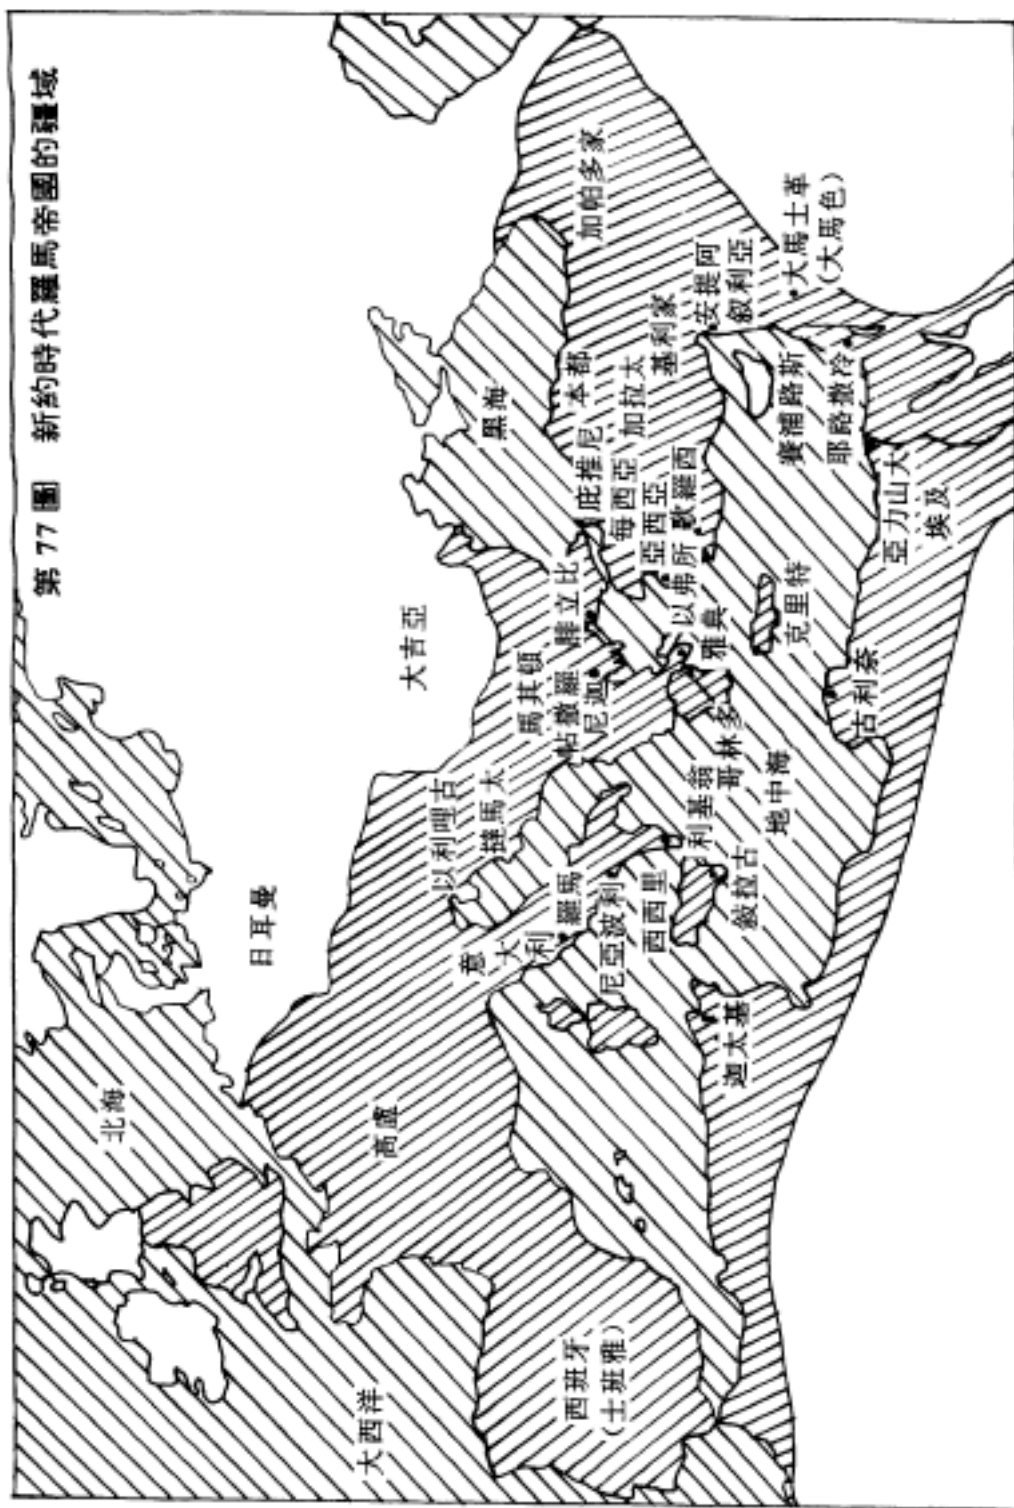 第 77 圖　新約時代羅馬帝國的疆域
北海
大西洋
日耳曼
高盧
大吉亞
黑海
以利哩古
撻馬太
意大利
羅馬
馬其頓
帖撒羅尼迦
腓立比
庇推尼
本都
加帕多家
每西亞
加拉太
亞西亞
基利家
以弗所
歌羅西
雅典
哥林多
安提阿
叙利亞
大馬士革
(大馬色)
西班牙
(士班雅)
尼亞波利
西西里
利基翁
敍拉古
地中海
克里特
賽浦路斯
耶路撒冷
迦太基
古利奈
亞力山大
埃及